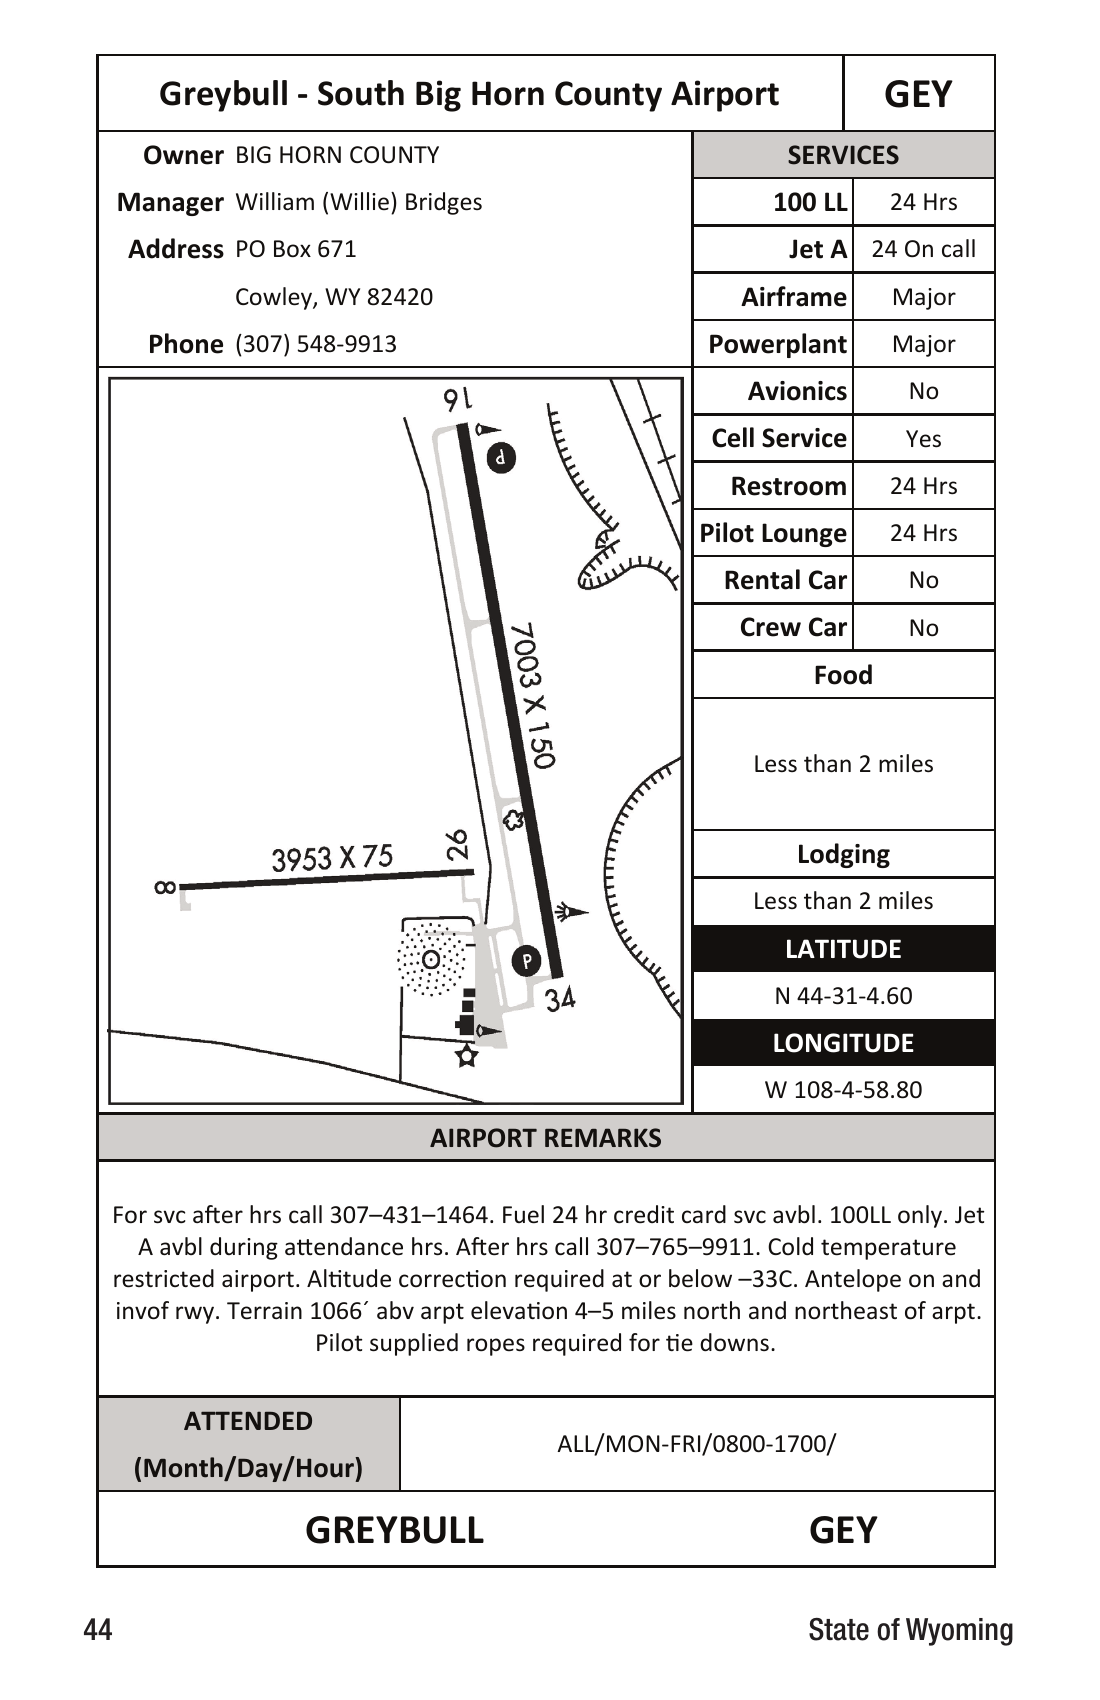 Greybull - South Big Horn County Airport
GEY
Owner BIG HORN COUNTY
Manager William (Willie) Bridges
Address PO Box 671
Cowley, WY 82420
Phone (307) 548-9913
SERVICES
100 LL 24 Hrs
Jet A 24 On call
Airframe Major
Powerplant Major
Avionics No
Cell Service Yes
Restroom 24 Hrs
Pilot Lounge 24 Hrs
Rental Car No
Crew Car No
Food
Less than 2 miles
Lodging
Less than 2 miles
LATITUDE
N 44-31-4.60
LONGITUDE
W 108-4-58.80
16
P
7003 X 150
3953 X 75
26
8
P
34
AIRPORT REMARKS
For svc after hrs call 307–431–1464. Fuel 24 hr credit card svc avbl. 100LL only. Jet
A avbl during attendance hrs. After hrs call 307–765–9911. Cold temperature
restricted airport. Altitude correction required at or below –33C. Antelope on and
invof rwy. Terrain 1066´ abv arpt elevation 4–5 miles north and northeast of arpt.
Pilot supplied ropes required for tie downs.
ATTENDED
(Month/Day/Hour)
ALL/MON-FRI/0800-1700/
GREYBULL GEY
44 State of Wyoming